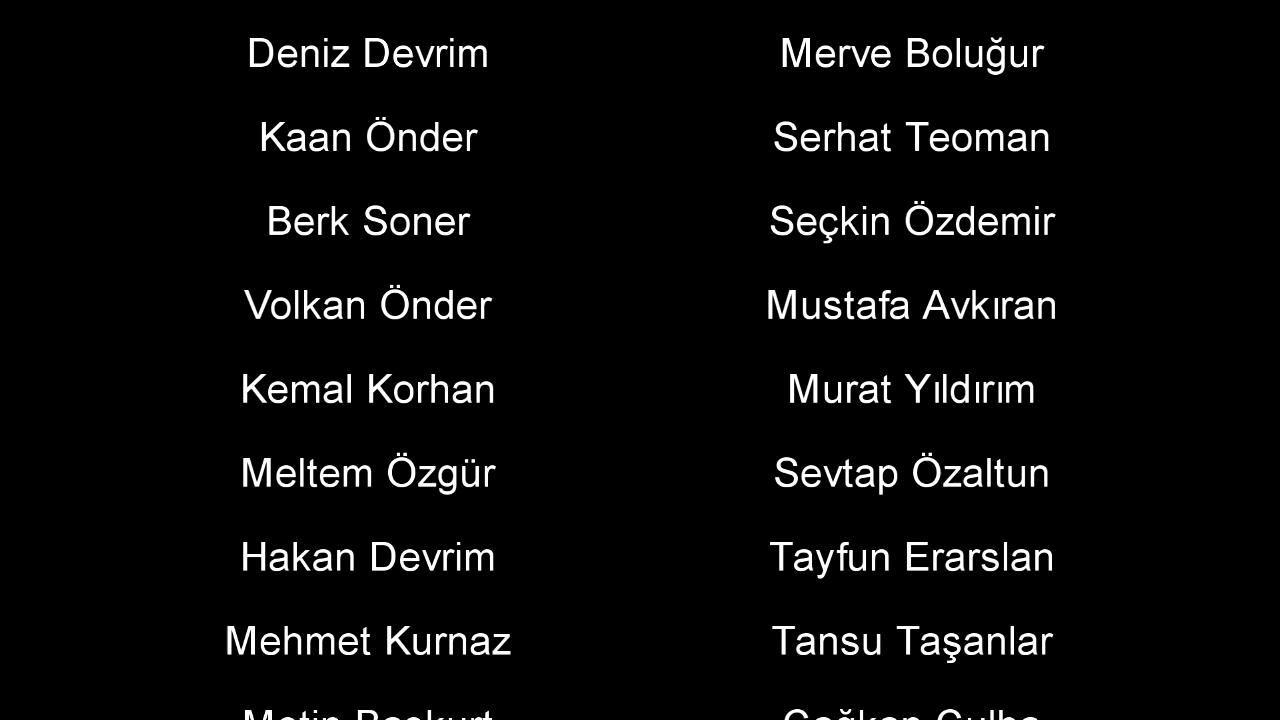 Deniz Devrim Merve Boluğur
Kaan Önder Serhat Teoman
Berk Soner Seçkin Özdemir
Volkan Önder Mustafa Avkıran
Kemal Korhan Murat Yıldırım
Meltem Özgür Sevtap Özaltun
Hakan Devrim Tayfun Erarslan
Mehmet Kurnaz Tansu Taşanlar
Metin